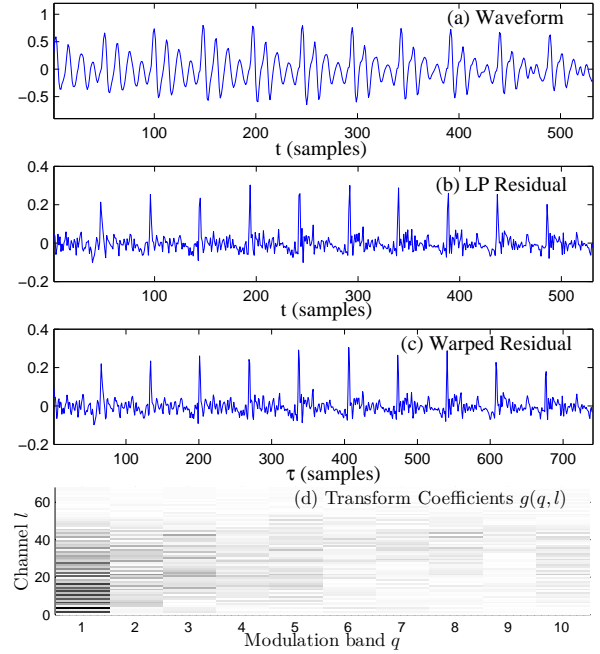 (a) Waveform
1
0.5
0
−0.5
100 200 300 400 500
t (samples)
(b) LP Residual
0.4
0.2
0
−0.2
100 200 300 400 500
t (samples)
(c) Warped Residual
0.4
0.2
0
−0.2
100 200 300 400 500 600 700
τ (samples)
(d) Transform Coefficients g(q, l)
Channel l
60
40
20
0
1 2 3 4 5 6 7 8 9 10
Modulation band q